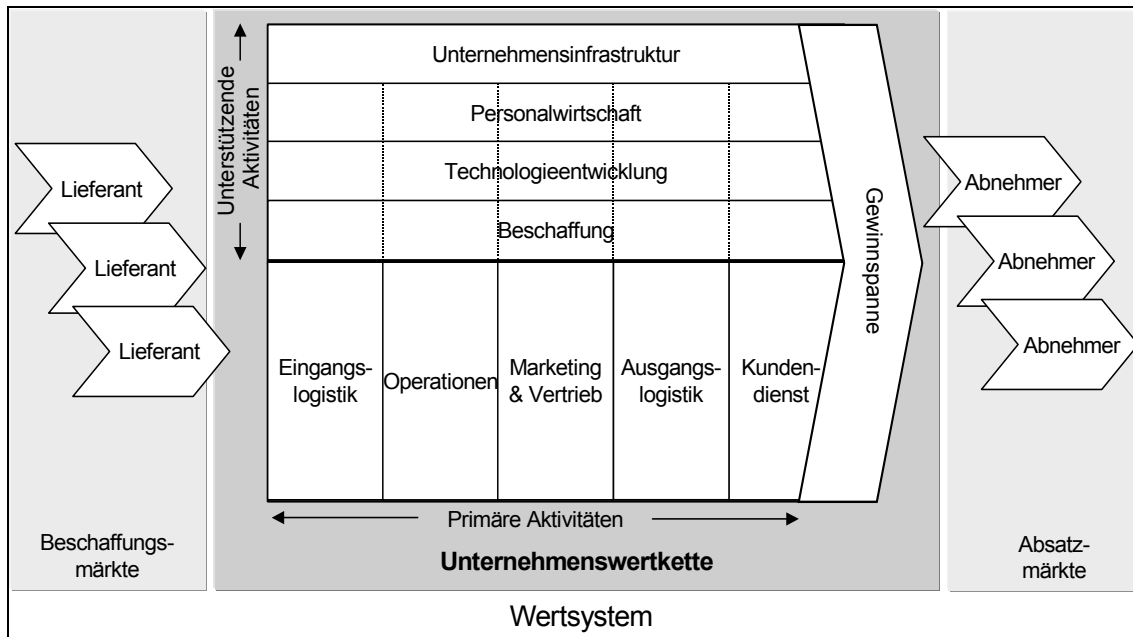 Unternehmensinfrastruktur
Personalwirtschaft
Technologieentwicklung
Beschaffung
Unterstützende
Aktivitäten
Lieferant
Lieferant
Lieferant
Eingangs-
logistik
Operationen
Marketing
& Vertrieb
Ausgangs-
logistik
Kunden-
dienst
Gewinnspanne
Abnehmer
Abnehmer
Abnehmer
Primäre Aktivitäten
Beschaffungs-
märkte
Unternehmenswertkette
Absatz-
märkte
Wertsystem